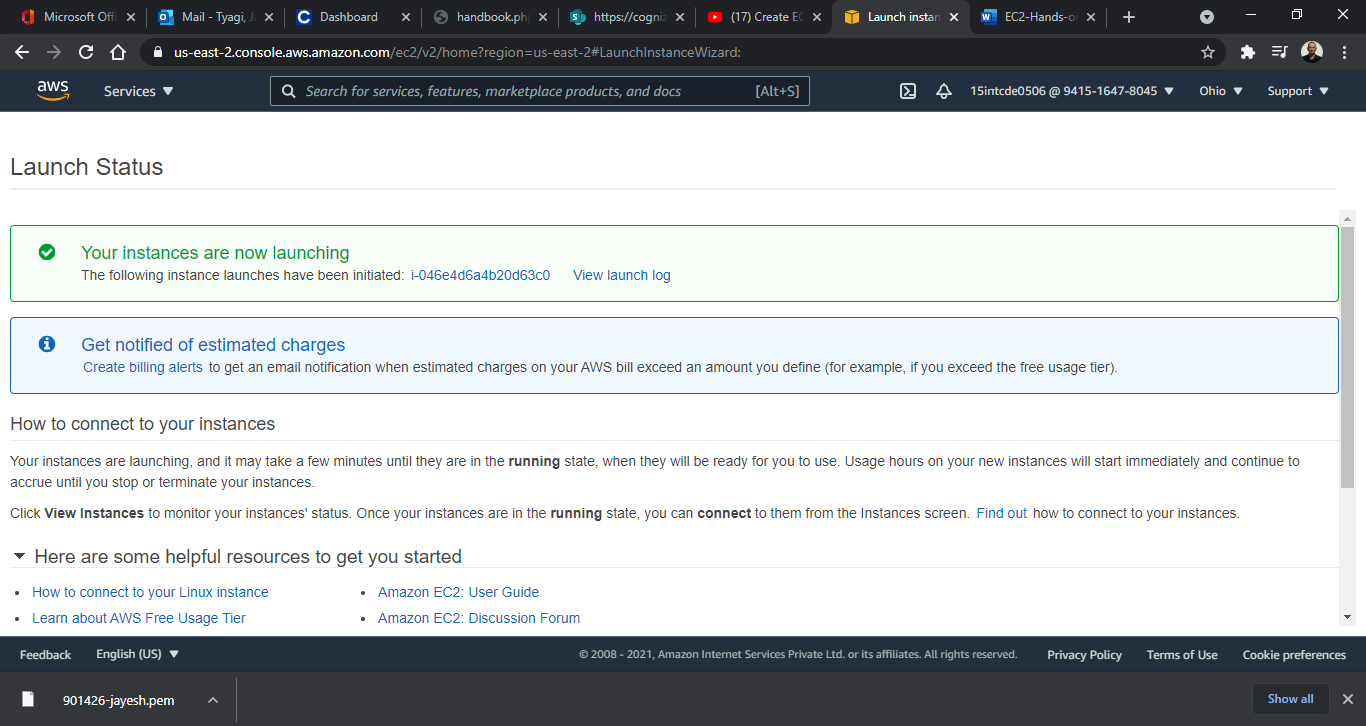 Microsoft Offi
Mail - Tyagi, J
Dashboard
handbook.ph
https://cogniz
(17) Create EC
Launch instan
EC2-Hands-o
us-east-2.console.aws.amazon.com/ec2/v2/home?region=us-east-2#LaunchInstanceWizard:
aws
Services
Search for services, features, marketplace products, and docs
[Alt+S]
15intcde0506 @ 9415-1647-8045
Ohio
Support
Launch Status
Your instances are now launching
The following instance launches have been initiated: i-046e4d6a4b20d63c0 View launch log
Get notified of estimated charges
Create billing alerts to get an email notification when estimated charges on your AWS bill exceed an amount you define (for example, if you exceed the free usage tier).
How to connect to your instances
Your instances are launching, and it may take a few minutes until they are in the running state, when they will be ready for you to use. Usage hours on your new instances will start immediately and continue to
accrue until you stop or terminate your instances.
Click View Instances to monitor your instances' status. Once your instances are in the running state, you can connect to them from the Instances screen. Find out how to connect to your instances.
Here are some helpful resources to get you started
• How to connect to your Linux instance
• Amazon EC2: User Guide
• Learn about AWS Free Usage Tier
• Amazon EC2: Discussion Forum
Feedback
English (US)
© 2008 - 2021, Amazon Internet Services Private Ltd. or its affiliates. All rights reserved.
Privacy Policy
Terms of Use
Cookie preferences
901426-jayesh.pem
Show all